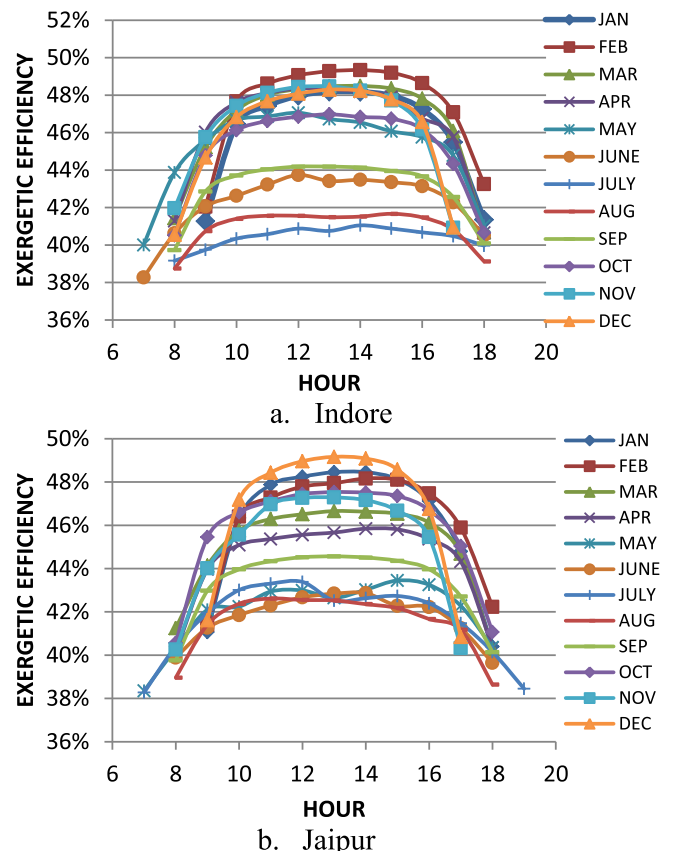 52%
50%
48%
46%
44%
42%
40%
38%
36%
EXERGETIC EFFICIENCY
6 8 10 12 14 16 18 20
HOUR
JAN
FEB
MAR
APR
MAY
JUNE
JULY
AUG
SEP
OCT
NOV
DEC
a. Indore
50%
48%
46%
44%
42%
40%
38%
36%
EXERGETIC EFFICIENCY
6 8 10 12 14 16 18 20
HOUR
JAN
FEB
MAR
APR
MAY
JUNE
JULY
AUG
SEP
OCT
NOV
DEC
b. Jaipur